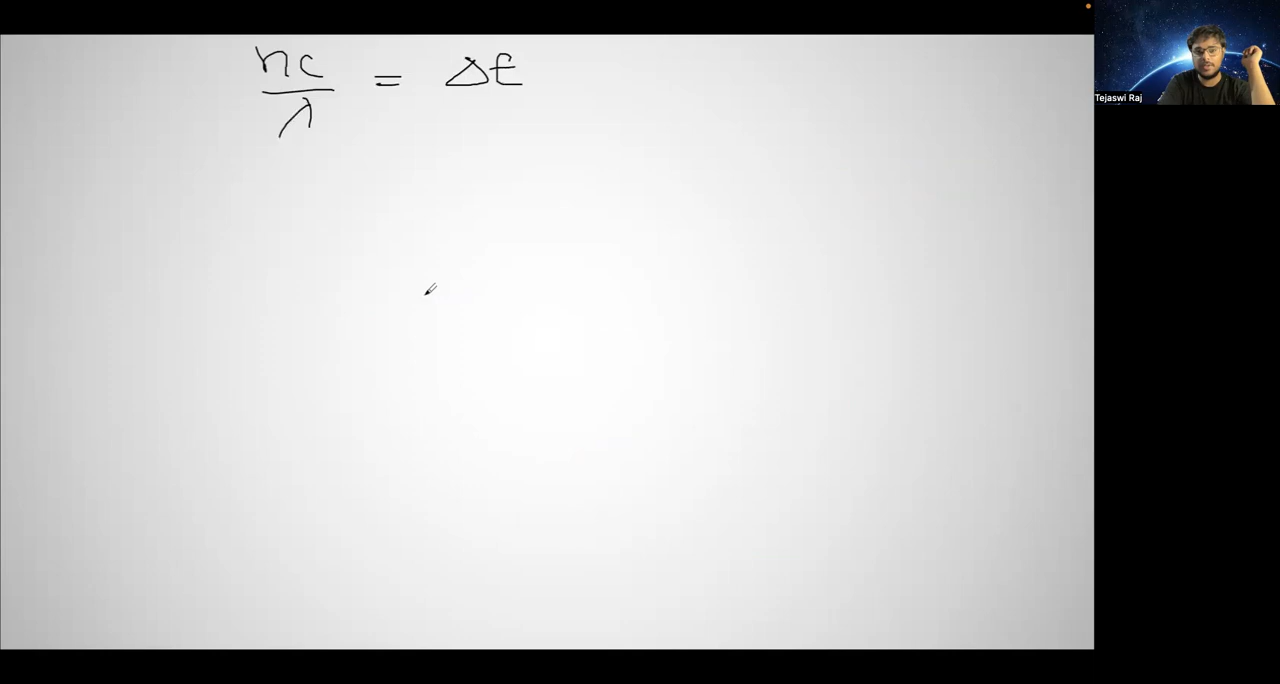 hc/λ = ΔE
Tejaswi Raj